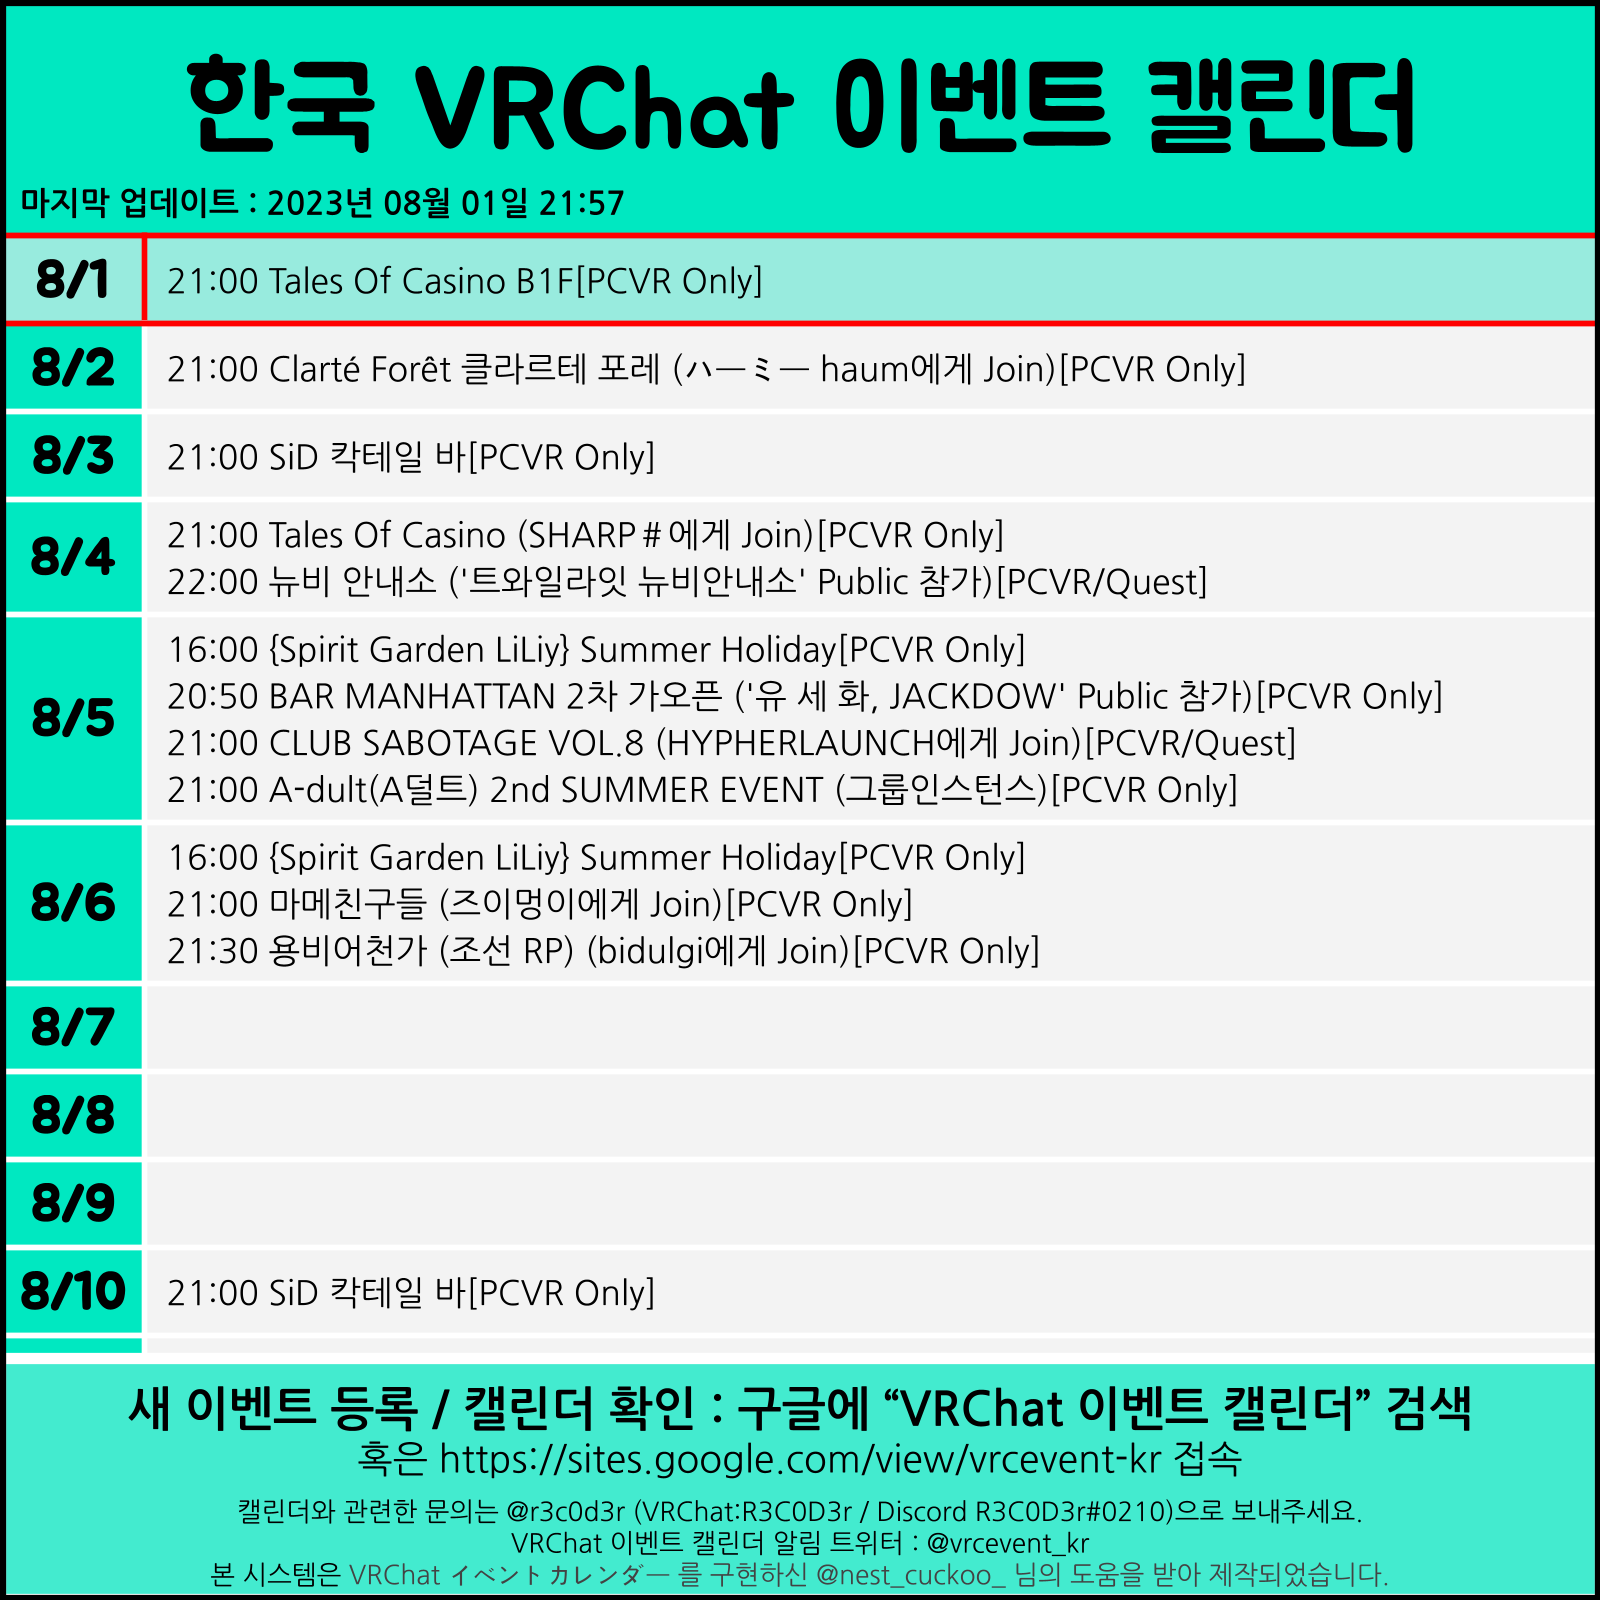 한국 VRChat 이벤트 캘린더
마지막 업데이트 : 2023년 08월 01일 21:57
8/1
21:00 Tales Of Casino B1F[PCVR Only]
8/2
21:00 Clarté Forêt 클라르테 포레 (ハーミー haum에게 Join)[PCVR Only]
8/3
21:00 SiD 칵테일 바[PCVR Only]
8/4
21:00 Tales Of Casino (SHARP＃에게 Join)[PCVR Only]
22:00 뉴비 안내소 ('트와일라잇 뉴비안내소' Public 참가)[PCVR/Quest]
8/5
16:00 {Spirit Garden LiLiy} Summer Holiday[PCVR Only]
20:50 BAR MANHATTAN 2차 가오픈 ('유 세 화, JACKDOW' Public 참가)[PCVR Only]
21:00 CLUB SABOTAGE VOL.8 (HYPHERLAUNCH에게 Join)[PCVR/Quest]
21:00 A-dult(A덜트) 2nd SUMMER EVENT (그룹인스턴스)[PCVR Only]
8/6
16:00 {Spirit Garden LiLiy} Summer Holiday[PCVR Only]
21:00 마메친구들 (즈이멍이에게 Join)[PCVR Only]
21:30 용비어천가 (조선 RP) (bidulgi에게 Join)[PCVR Only]
8/7
8/8
8/9
8/10
21:00 SiD 칵테일 바[PCVR Only]
새 이벤트 등록 / 캘린더 확인 : 구글에 “VRChat 이벤트 캘린더” 검색
혹은 https://sites.google.com/view/vrcevent-kr 접속
캘린더와 관련한 문의는 @r3c0d3r (VRChat:R3C0D3r / Discord R3C0D3r#0210)으로 보내주세요.
VRChat 이벤트 캘린더 알림 트위터 : @vrcevent_kr
본 시스템은 VRChat イベントカレンダー 를 구현하신 @nest_cuckoo_ 님의 도움을 받아 제작되었습니다.